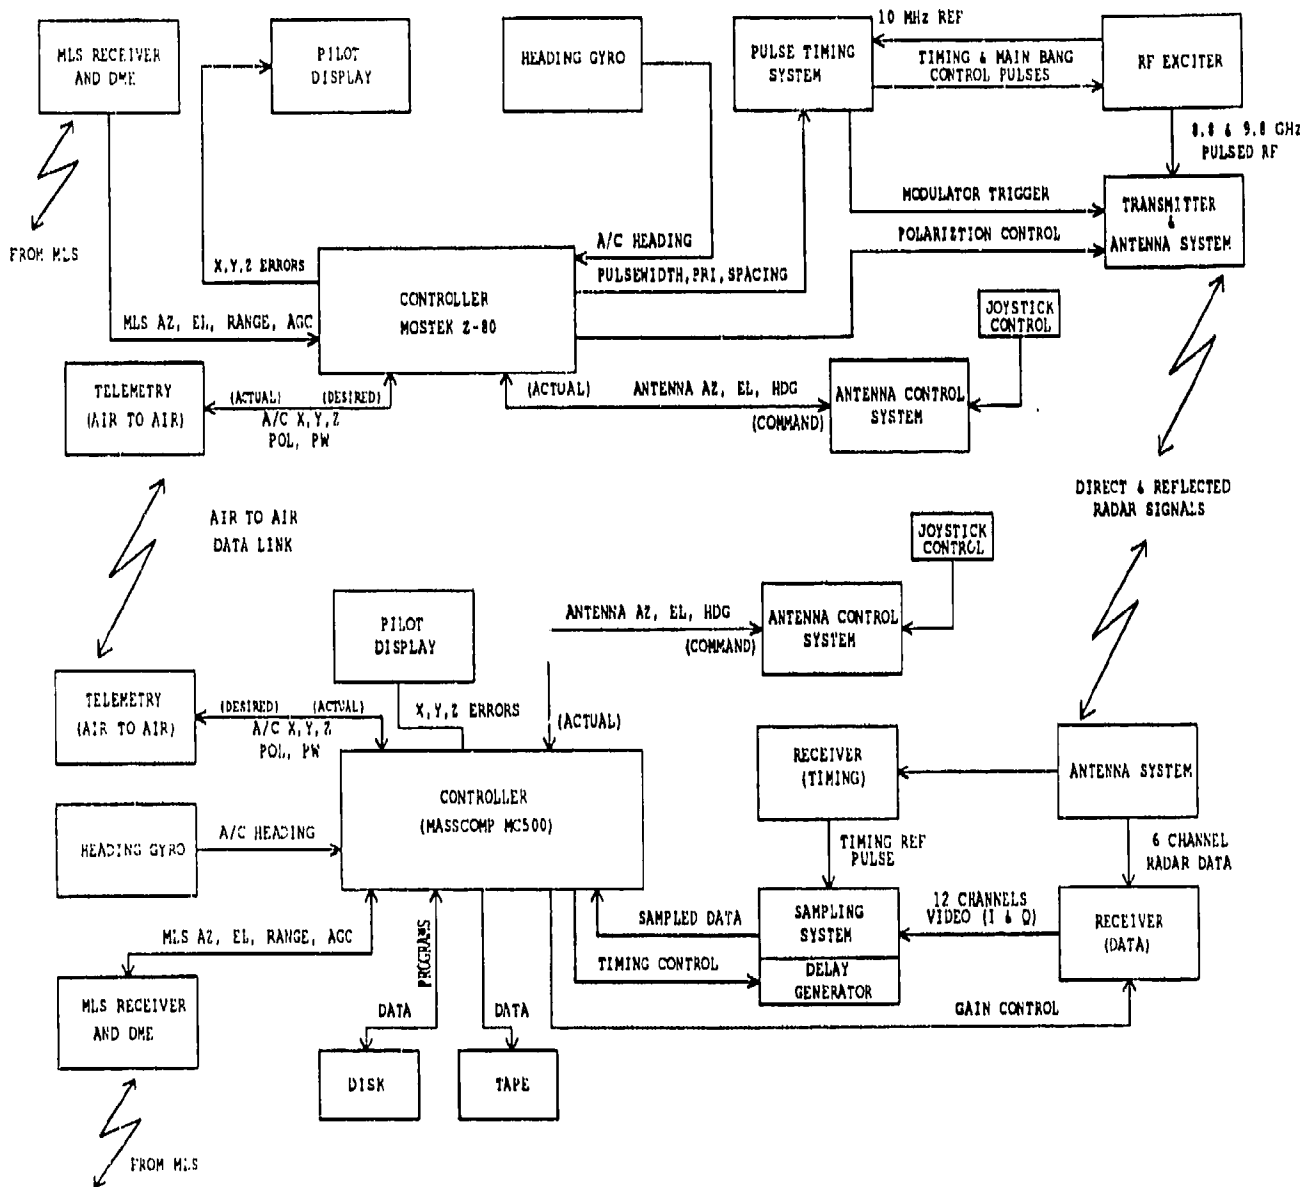 MLS RECEIVER
AND DME
PILOT
DISPLAY
HEADING GYRO
PULSE TIMING
SYSTEM
10 MHz REF
TIMING & MAIN BANG
CONTROL PULSES
RF EXCITER
8.8 & 9.8 GHz
PULSED RF
FROM MLS
MODULATOR TRIGGER
TRANSMITTER
&
ANTENNA SYSTEM
POLARIZTION CONTROL
A/C HEADING
X,Y,Z ERRORS
PULSEWIDTH, PRI, SPACING
CONTROLLER
MOSTEK Z-80
MLS AZ, EL, RANGE, AGC
JOYSTICK
CONTROL
TELEMETRY
(AIR TO AIR)
(ACTUAL)
(DESIRED)
A/C X,Y,Z
POL, PW
(ACTUAL)
ANTENNA AZ, EL, HDG
(COMMAND)
ANTENNA CONTROL
SYSTEM
AIR TO AIR
DATA LINK
DIRECT & REFLECTED
RADAR SIGNALS
JOYSTICK
CONTROL
PILOT
DISPLAY
ANTENNA AZ, EL, HDG
(COMMAND)
ANTENNA CONTROL
SYSTEM
TELEMETRY
(AIR TO AIR)
(DESIRED)
(ACTUAL)
A/C X,Y,Z
POL, PW
X,Y,Z ERRORS
(ACTUAL)
RECEIVER
(TIMING)
ANTENNA SYSTEM
CONTROLLER
(MASSCOMP MC500)
HEADING GYRO
A/C HEADING
TIMING REF
PULSE
6 CHANNEL
RADAR DATA
SAMPLED DATA
SAMPLING
SYSTEM
12 CHANNELS
VIDEO (I & Q)
RECEIVER
(DATA)
MLS AZ, EL, RANGE, AGC
PROGRAMS
TIMING CONTROL
DELAY
GENERATOR
MLS RECEIVER
AND DME
DATA
DATA
GAIN CONTROL
DISK
TAPE
FROM MLS